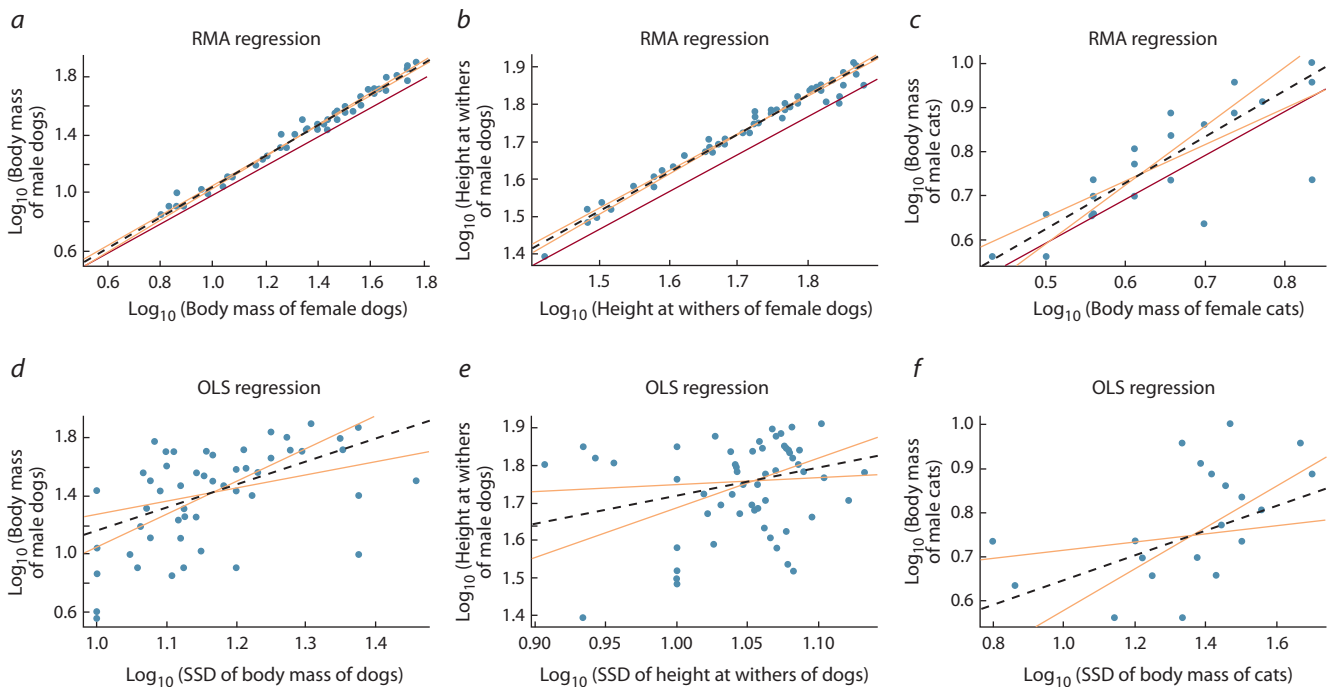 a
RMA regression
Log10 (Body mass
of male dogs)
1.8
1.4
1.0
0.6
0.6 0.8 1.0 1.2 1.4 1.6 1.8
Log10 (Body mass of female dogs)
b
RMA regression
Log10 (Height at withers
of male dogs)
1.9
1.8
1.7
1.6
1.5
1.4
1.5 1.6 1.7 1.8
Log10 (Height at withers of female dogs)
c
RMA regression
Log10 (Body mass
of male cats)
1.0
0.9
0.8
0.7
0.6
0.5 0.6 0.7 0.8
Log10 (Body mass of female cats)
d
OLS regression
Log10 (Body mass
of male dogs)
1.8
1.4
1.0
0.6
1.0 1.1 1.2 1.3 1.4
Log10 (SSD of body mass of dogs)
e
OLS regression
Log10 (Height at withers
of male dogs)
1.9
1.8
1.7
1.6
1.5
1.4
0.90 0.95 1.00 1.05 1.10
Log10 (SSD of height at withers of dogs)
f
OLS regression
Log10 (Body mass
of male cats)
1.0
0.9
0.8
0.7
0.6
0.8 1.0 1.2 1.4 1.6
Log10 (SSD of body mass of cats)